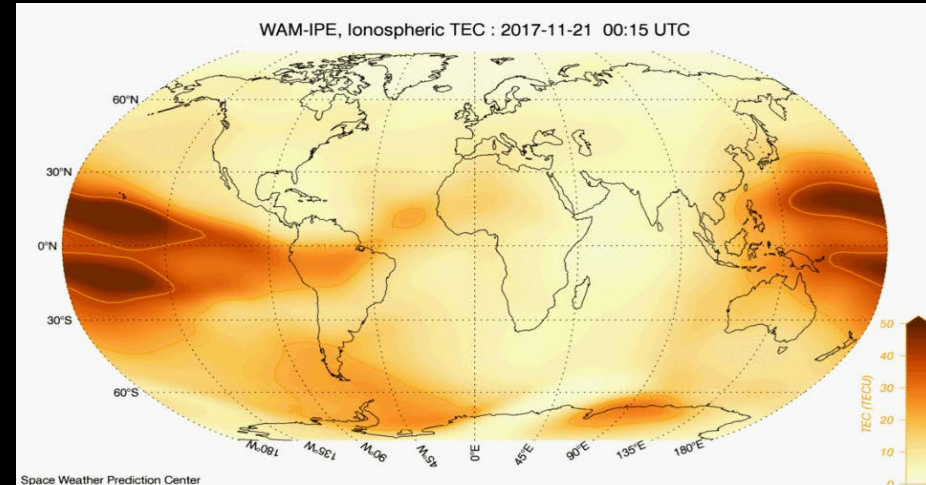 WAM-IPE, Ionospheric TEC : 2017-11-21 00:15 UTC
60°N
30°N
0°N
30°S
60°S
180°W
135°W
90°W
45°W
0°E
45°E
90°E
135°E
180°E
50
40
30
20
10
0
TEC (TECU)
Space Weather Prediction Center